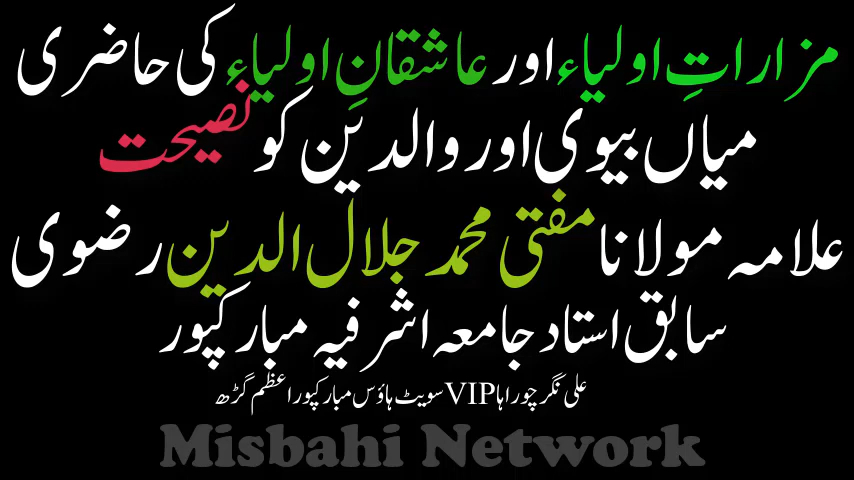 مزاراتِ اولیاء اور عاشقانِ اولیاء کی حاضری
میاں بیوی اور والدین کو نصیحت
علامہ مولانا مفتی محمد جلال الدین رضوی
سابق استاد جامعہ اشرفیہ مبارکپور
علی نگر چوراہا VIP سویٹ ہاؤس مبارکپور اعظم گڑھ
Misbahi Network